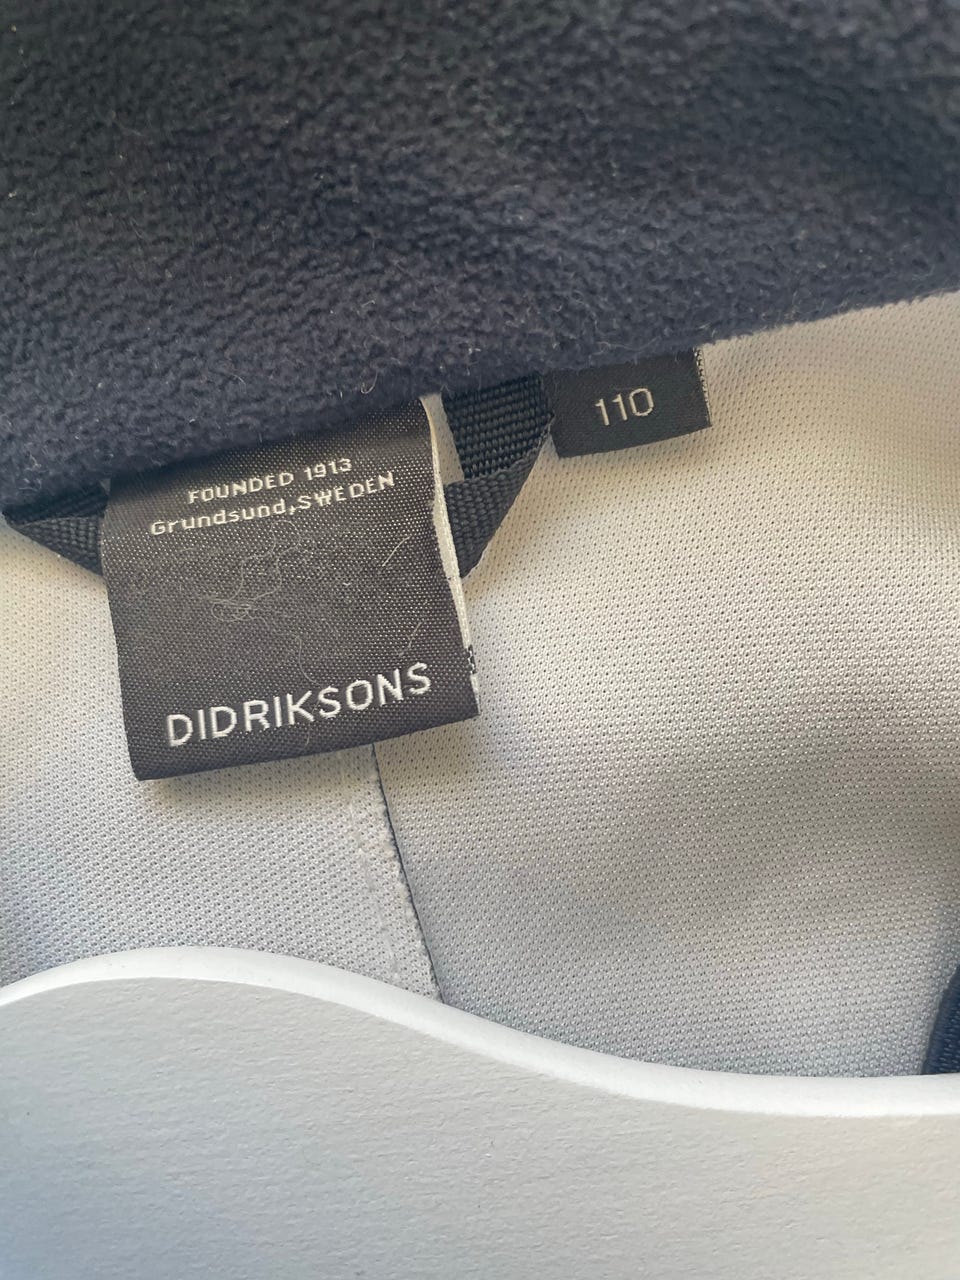 110
FOUNDED 1913
Grundsund,SWEDEN
DIDRIKSONS